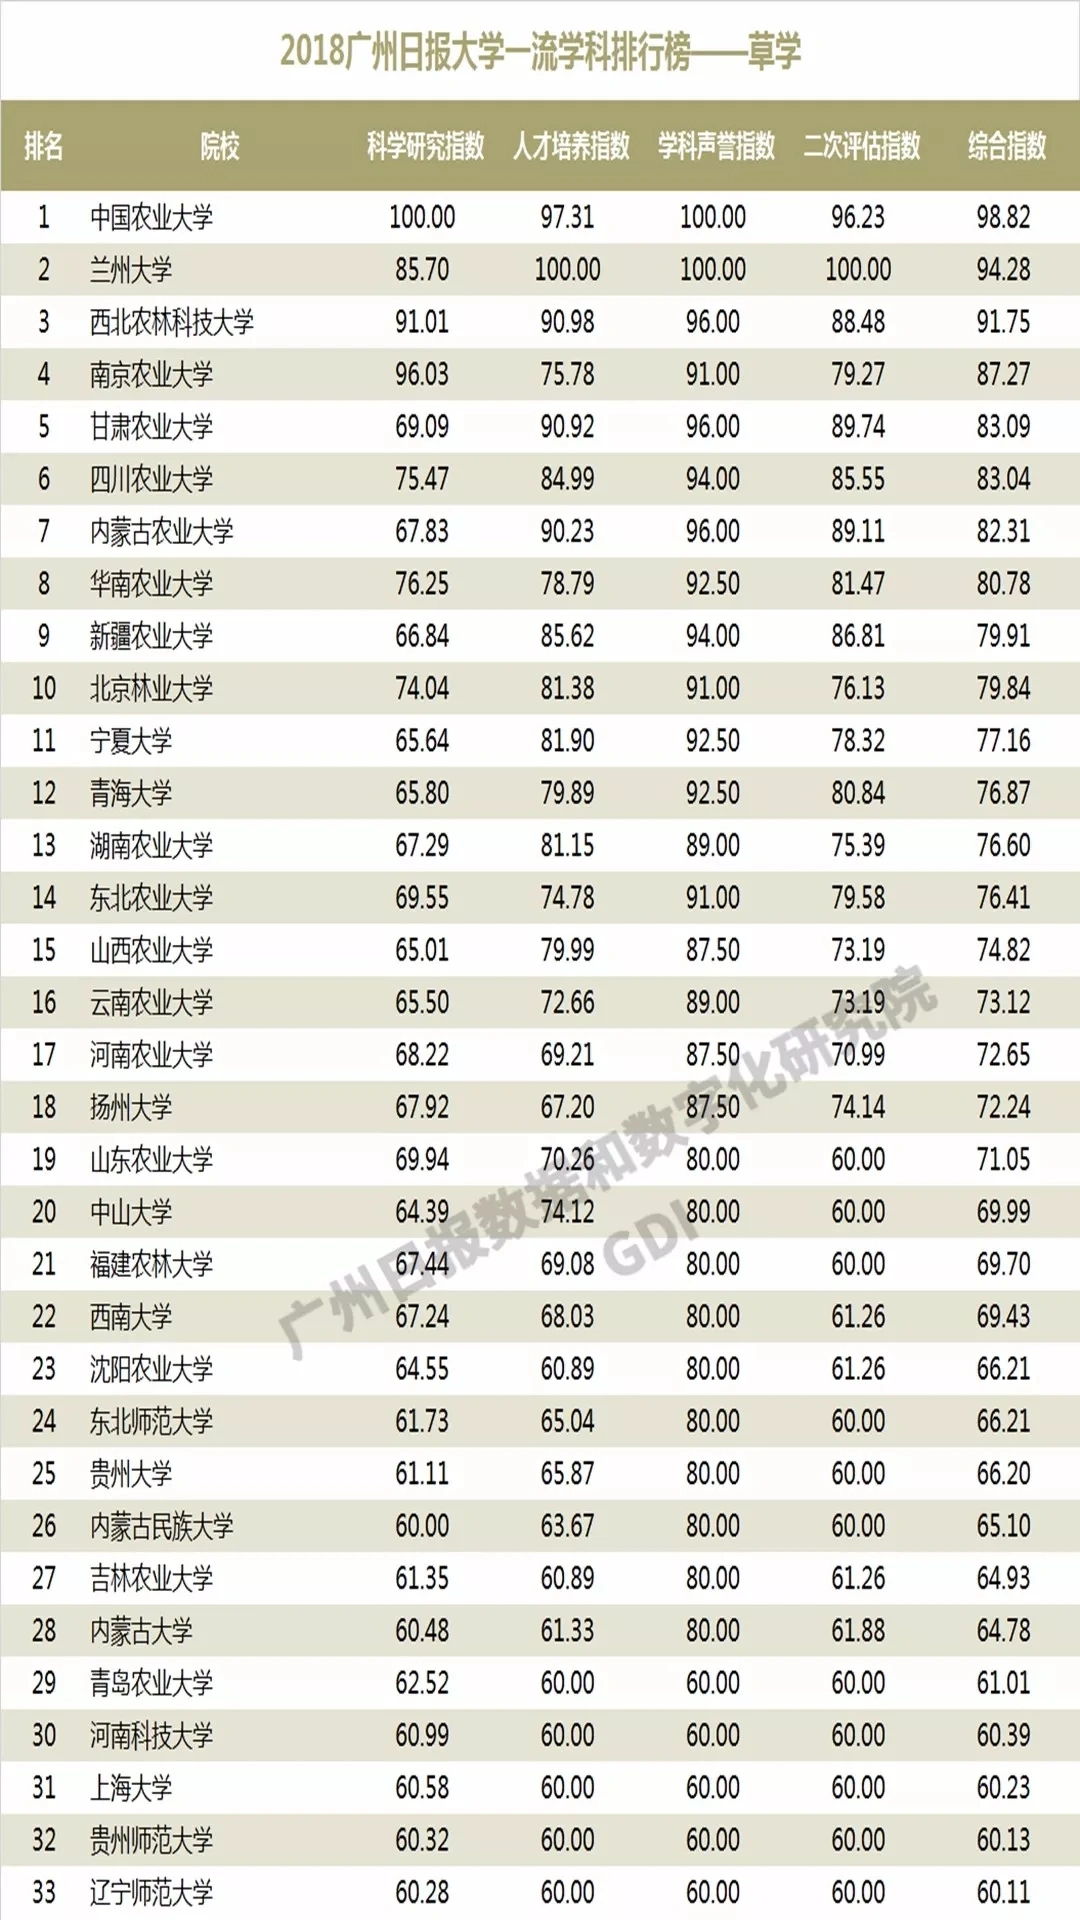 2018广州日报大学一流学科排行榜——草学
排名 院校 科学研究指数 人才培养指数 学科声誉指数 二次评估指数 综合指数
1 中国农业大学 100.00 97.31 100.00 96.23 98.82
2 兰州大学 85.70 100.00 100.00 100.00 94.28
3 西北农林科技大学 91.01 90.98 96.00 88.48 91.75
4 南京农业大学 96.03 75.78 91.00 79.27 87.27
5 甘肃农业大学 69.09 90.92 96.00 89.74 83.09
6 四川农业大学 75.47 84.99 94.00 85.55 83.04
7 内蒙古农业大学 67.83 90.23 96.00 89.11 82.31
8 华南农业大学 76.25 78.79 92.50 81.47 80.78
9 新疆农业大学 66.84 85.62 94.00 86.81 79.91
10 北京林业大学 74.04 81.38 91.00 76.13 79.84
11 宁夏大学 65.64 81.90 92.50 78.32 77.16
12 青海大学 65.80 79.89 92.50 80.84 76.87
13 湖南农业大学 67.29 81.15 89.00 75.39 76.60
14 东北农业大学 69.55 74.78 91.00 79.58 76.41
15 山西农业大学 65.01 79.99 87.50 73.19 74.82
16 云南农业大学 65.50 72.66 89.00 73.19 73.12
17 河南农业大学 68.22 69.21 87.50 70.99 72.65
18 扬州大学 67.92 67.20 87.50 74.14 72.24
19 山东农业大学 69.94 70.26 80.00 60.00 71.05
20 中山大学 64.39 74.12 80.00 60.00 69.99
21 福建农林大学 67.44 69.08 80.00 60.00 69.70
22 西南大学 67.24 68.03 80.00 61.26 69.43
23 沈阳农业大学 64.55 60.89 80.00 61.26 66.21
24 东北师范大学 61.73 65.04 80.00 60.00 66.21
25 贵州大学 61.11 65.87 80.00 60.00 66.20
26 内蒙古民族大学 60.00 63.67 80.00 60.00 65.10
27 吉林农业大学 61.35 60.89 80.00 61.26 64.93
28 内蒙古大学 60.48 61.33 80.00 61.88 64.78
29 青岛农业大学 62.52 60.00 60.00 60.00 61.01
30 河南科技大学 60.99 60.00 60.00 60.00 60.39
31 上海大学 60.58 60.00 60.00 60.00 60.23
32 贵州师范大学 60.32 60.00 60.00 60.00 60.13
33 辽宁师范大学 60.28 60.00 60.00 60.00 60.11
广州日报数据和数字化研究院
GDI